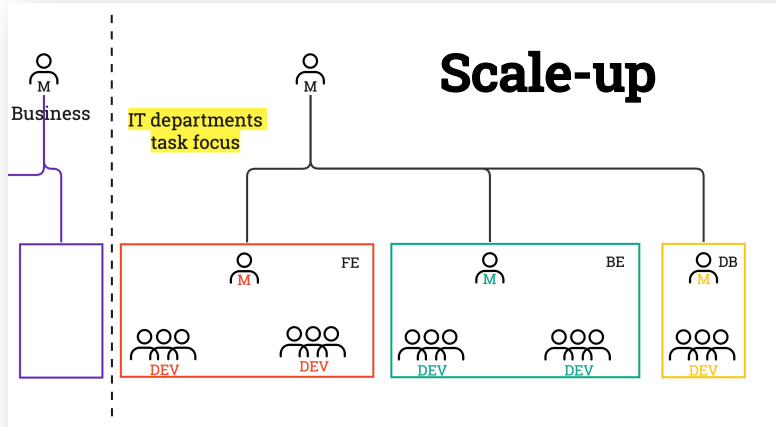 Scale-up
M
Business
M
IT departments
task focus
FE
M
DEV
DEV
BE
M
DEV
DEV
DB
M
DEV